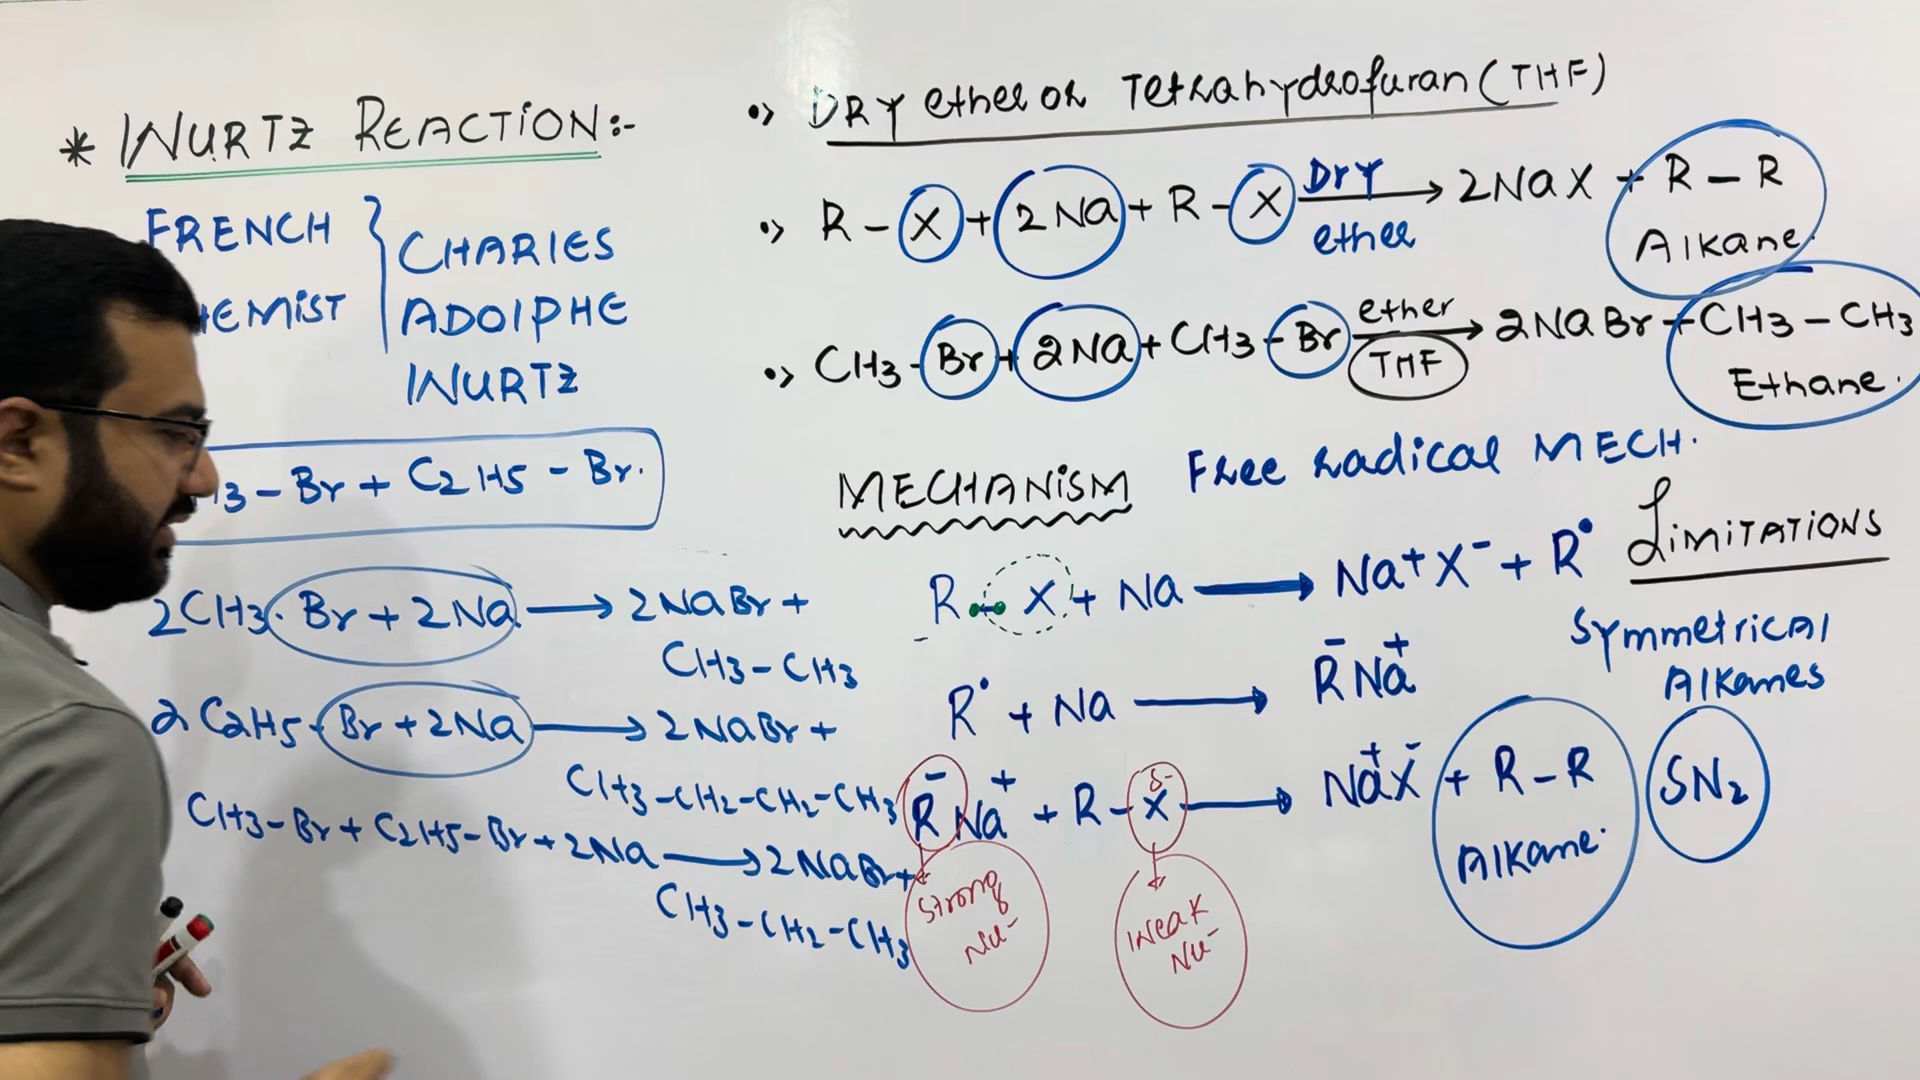 * WURTZ REACTION:-
FRENCH
HEMIST
CHARIES
ADOIPHE
WURTZ
3 - Br + C2H5 - Br.
2CH3. Br + 2Na → 2NaBr +
CH3 - CH3
2 C2H5 - Br + 2Na → 2NaBr +
CH3-CH2-CH2-CH3
CH3-Br + C2H5-Br + 2Na → 2NaBr +
CH3-CH2-CH3
DRY ether or Tetrahydrofuran (THF)
R - X + 2Na + R - X → 2NaX + R - R
Dry
ether
Alkane.
CH3 - Br + 2Na + CH3 - Br → 2NaBr + CH3 - CH3
ether
THF
Ethane.
MECHANISM Free radical MECH.
R - X + Na → Na+ X- + R•
R• + Na → R- Na+
R- Na+ + R - X δ- → Na+ X- + R - R
Alkane.
Strong
Nu-
Weak
Nu-
LIMITATIONS
Symmetrical
Alkanes
SN2